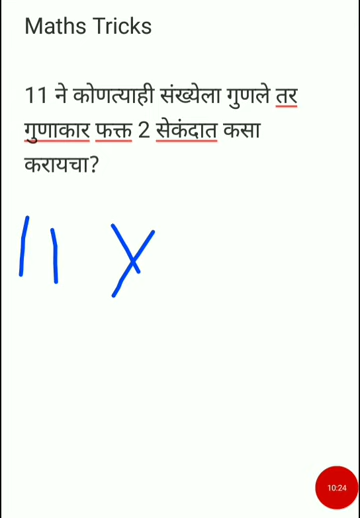 Maths Tricks
11 ने कोणत्याही संख्येला गुणले तर
गुणाकार फक्त 2 सेकंदात कसा
करायचा?
11 X
10:24